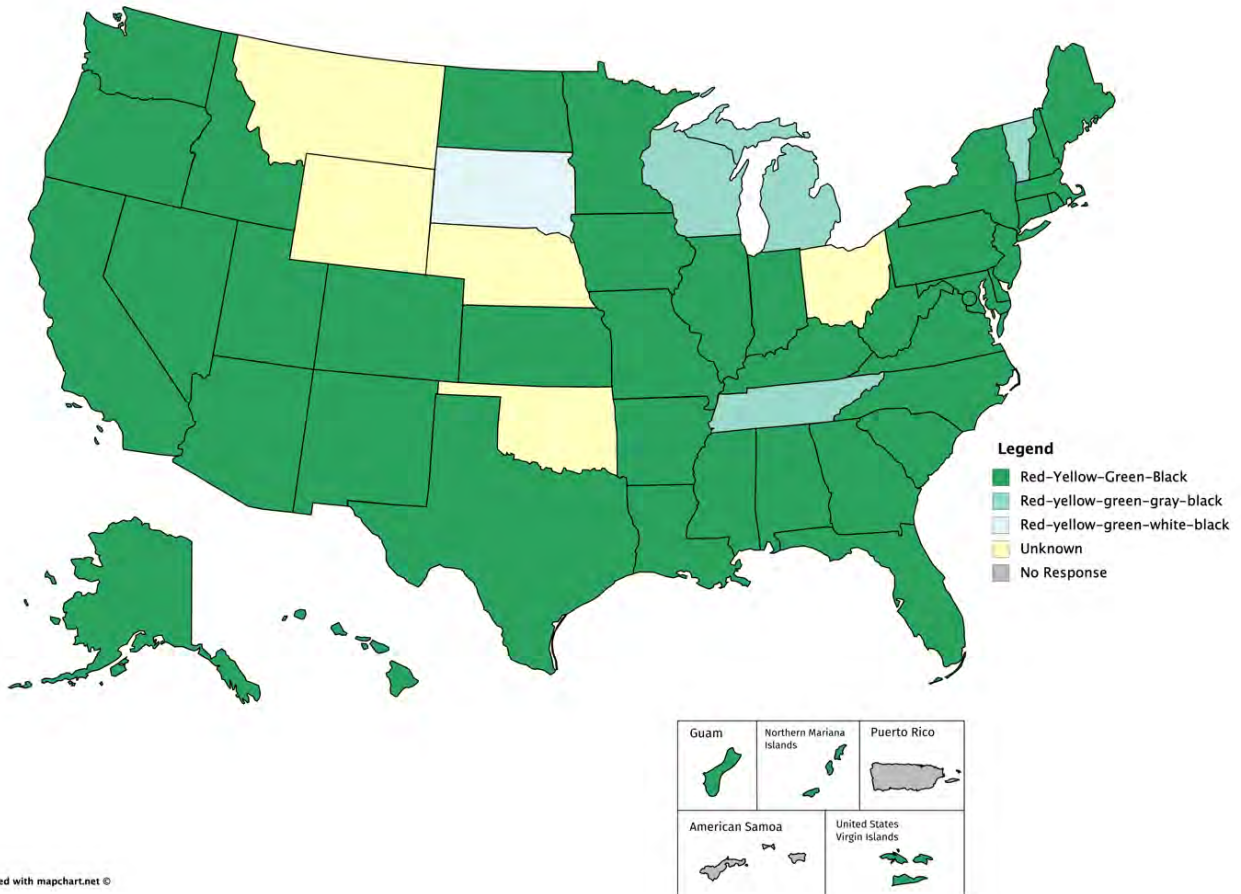 Legend
Red-Yellow-Green-Black
Red-yellow-green-gray-black
Red-yellow-green-white-black
Unknown
No Response
Guam
Northern Mariana
Islands
Puerto Rico
American Samoa
United States
Virgin Islands
ed with mapchart.net ©